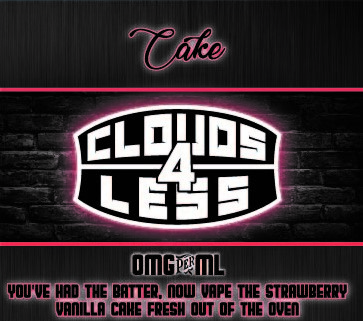 Cake
CLOUDS
4
LESS
0MG PER ML
YOU'VE HAD THE BATTER, NOW VAPE THE STRAWBERRY
VANILLA CAKE FRESH OUT OF THE OVEN